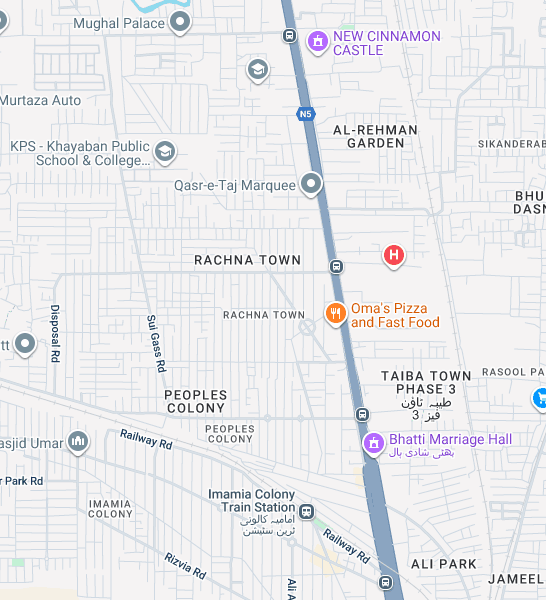 Mughal Palace
NEW CINNAMON
CASTLE
Murtaza Auto
N5
AL-REHMAN
GARDEN
KPS - Khayaban Public
School & College...
SIKANDERAB
Qasr-e-Taj Marquee
BHU
DASN
RACHNA TOWN
H
RACHNA TOWN
Oma's Pizza
and Fast Food
Disposal Rd
Sui Gass Rd
tt
TAIBA TOWN
PHASE 3
طیبہ ٹاؤن
فیز 3
RASOOL PA
PEOPLES
COLONY
PEOPLES
COLONY
Bhatti Marriage Hall
بھٹی شادی ہال
asjid Umar
Railway Rd
r Park Rd
Imamia Colony
Train Station
امامیہ کالونی
ٹرین سٹیشن
IMAMIA
COLONY
Railway Rd
Rizvia Rd
ALI PARK
JAMEEL
Ali A